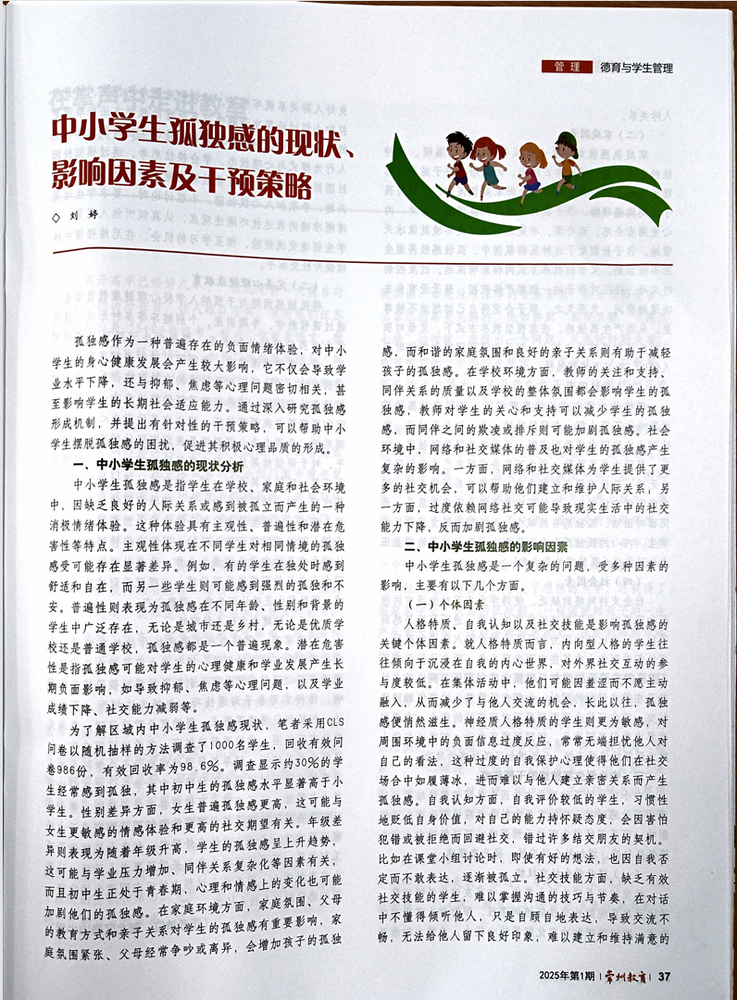 管 理 德育与学生管理
中小学生孤独感的现状、
影响因素及干预策略
◇ 刘 婷
孤独感作为一种普遍存在的负面情绪体验，对中小
学生的身心健康发展会产生较大影响，它不仅会导致学
业水平下降，还与抑郁、焦虑等心理问题密切相关，甚
至影响学生的长期社会适应能力。通过深入研究孤独感
形成机制，并提出有针对性的干预策略，可以帮助中小
学生摆脱孤独感的困扰，促进其积极心理品质的形成。
一、中小学生孤独感的现状分析
中小学生孤独感是指学生在学校、家庭和社会环境
中，因缺乏良好的人际关系或感到被孤立而产生的一种
消极情绪体验。这种体验具有主观性、普遍性和潜在危
害性等特点。主观性体现在不同学生对相同情境的孤独
感受可能存在显著差异。例如，有的学生在独处时感到
舒适和自在，而另一些学生则可能感到强烈的孤独和不
安。普遍性则表现为孤独感在不同年龄、性别和背景的
学生中广泛存在，无论是城市还是乡村，无论是优质学
校还是普通学校，孤独感都是一个普遍现象。潜在危害
性是指孤独感可能对学生的心理健康和学业发展产生长
期负面影响，如导致抑郁、焦虑等心理问题，以及学业
成绩下降、社交能力减弱等。
为了解区域内中小学生孤独感现状，笔者采用CLS
问卷以随机抽样的方法调查了1000名学生，回收有效问
卷986份，有效回收率为98.6%。调查显示约30%的学
生经常感到孤独，其中初中生的孤独感水平显著高于小
学生。性别差异方面，女生普遍孤独感更高，这可能与
女生更敏感的情感体验和更高的社交期望有关。年级差
异则表现为随着年级升高，学生的孤独感呈上升趋势，
这可能与学业压力增加、同伴关系复杂化等因素有关，
而且初中生正处于青春期，心理和情感上的变化也可能
加剧他们的孤独感。在家庭环境方面，家庭氛围、父母
的教育方式和亲子关系对学生的孤独感有重要影响，家
庭氛围紧张、父母经常争吵或离异，会增加孩子的孤独
感，而和谐的家庭氛围和良好的亲子关系则有助于减轻
孩子的孤独感。在学校环境方面，教师的关注和支持、
同伴关系的质量以及学校的整体氛围都会影响学生的孤
独感，教师对学生的关心和支持可以减少学生的孤独
感，而同伴之间的欺凌或排斥则可能加剧孤独感。社会
环境中，网络和社交媒体的普及也对学生的孤独感产生
复杂的影响。一方面，网络和社交媒体为学生提供了更
多的社交机会，可以帮助他们建立和维护人际关系；另
一方面，过度依赖网络社交可能导致现实生活中的社交
能力下降，反而加剧孤独感。
二、中小学生孤独感的影响因素
中小学生孤独感是一个复杂的问题，受多种因素的
影响，主要有以下几个方面。
（一）个体因素
人格特质、自我认知以及社交技能是影响孤独感的
关键个体因素。就人格特质而言，内向型人格的学生往
往倾向于沉浸在自我的内心世界，对外界社交互动的参
与度较低。在集体活动中，他们可能因羞涩而不愿主动
融入，从而减少了与他人交流的机会，长此以往，孤独
感便悄然滋生。神经质人格特质的学生则更为敏感，对
周围环境中的负面信息过度反应，常常无端担忧他人对
自己的看法，这种过度的自我保护心理使得他们在社交
场合中如履薄冰，进而难以与他人建立亲密关系而产生
孤独感。自我认知方面，自我评价较低的学生，习惯性
地贬低自身价值，对自己的能力持怀疑态度，会因害怕
犯错或被拒绝而回避社交，错过许多结交朋友的契机。
比如在课堂小组讨论时，即使有好的想法，也因自我否
定而不敢表达，逐渐被孤立。社交技能方面，缺乏有效
社交技能的学生，难以掌握沟通的技巧与节奏，在对话
中不懂得倾听他人，只是自顾自地表达，导致交流不
畅，无法给他人留下良好印象，难以建立和维持满意的
2025年第1期 | 常州教育 | 37